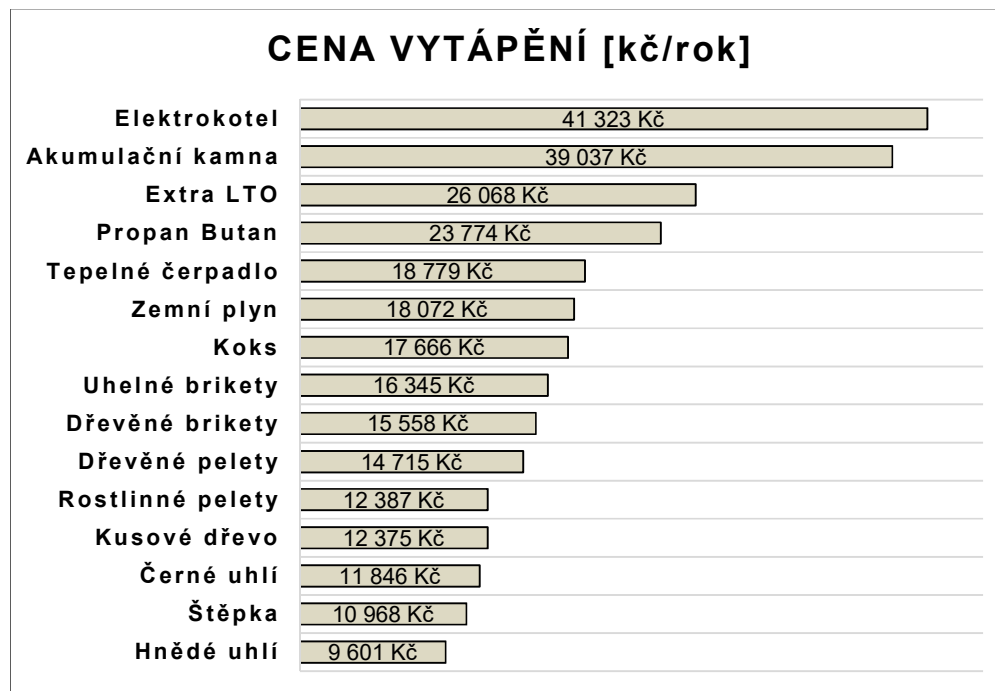 CENA VYTÁPĚNÍ [kč/rok]
Elektrokotel 41 323 Kč
Akumulační kamna 39 037 Kč
Extra LTO 26 068 Kč
Propan Butan 23 774 Kč
Tepelné čerpadlo 18 779 Kč
Zemní plyn 18 072 Kč
Koks 17 666 Kč
Uhelné brikety 16 345 Kč
Dřevěné brikety 15 558 Kč
Dřevěné pelety 14 715 Kč
Rostlinné pelety 12 387 Kč
Kusové dřevo 12 375 Kč
Černé uhlí 11 846 Kč
Štěpka 10 968 Kč
Hnědé uhlí 9 601 Kč